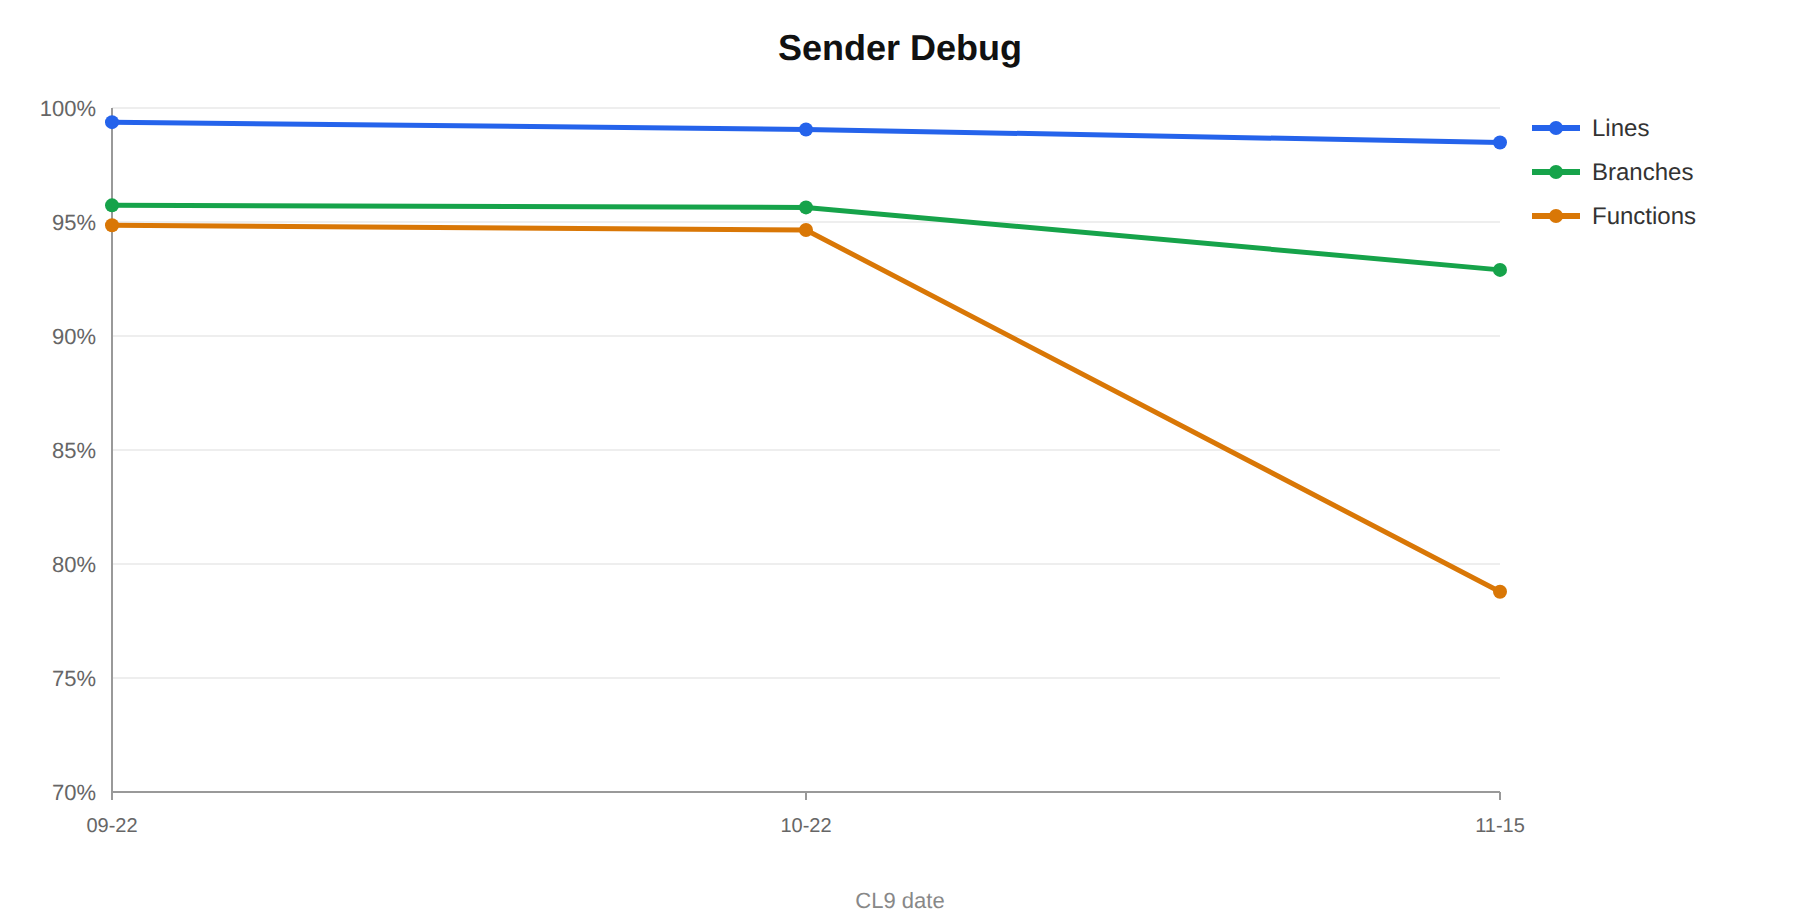 Sender Debug
100%
95%
90%
85%
80%
75%
70%
09-22
10-22
11-15
CL9 date
Lines
Branches
Functions